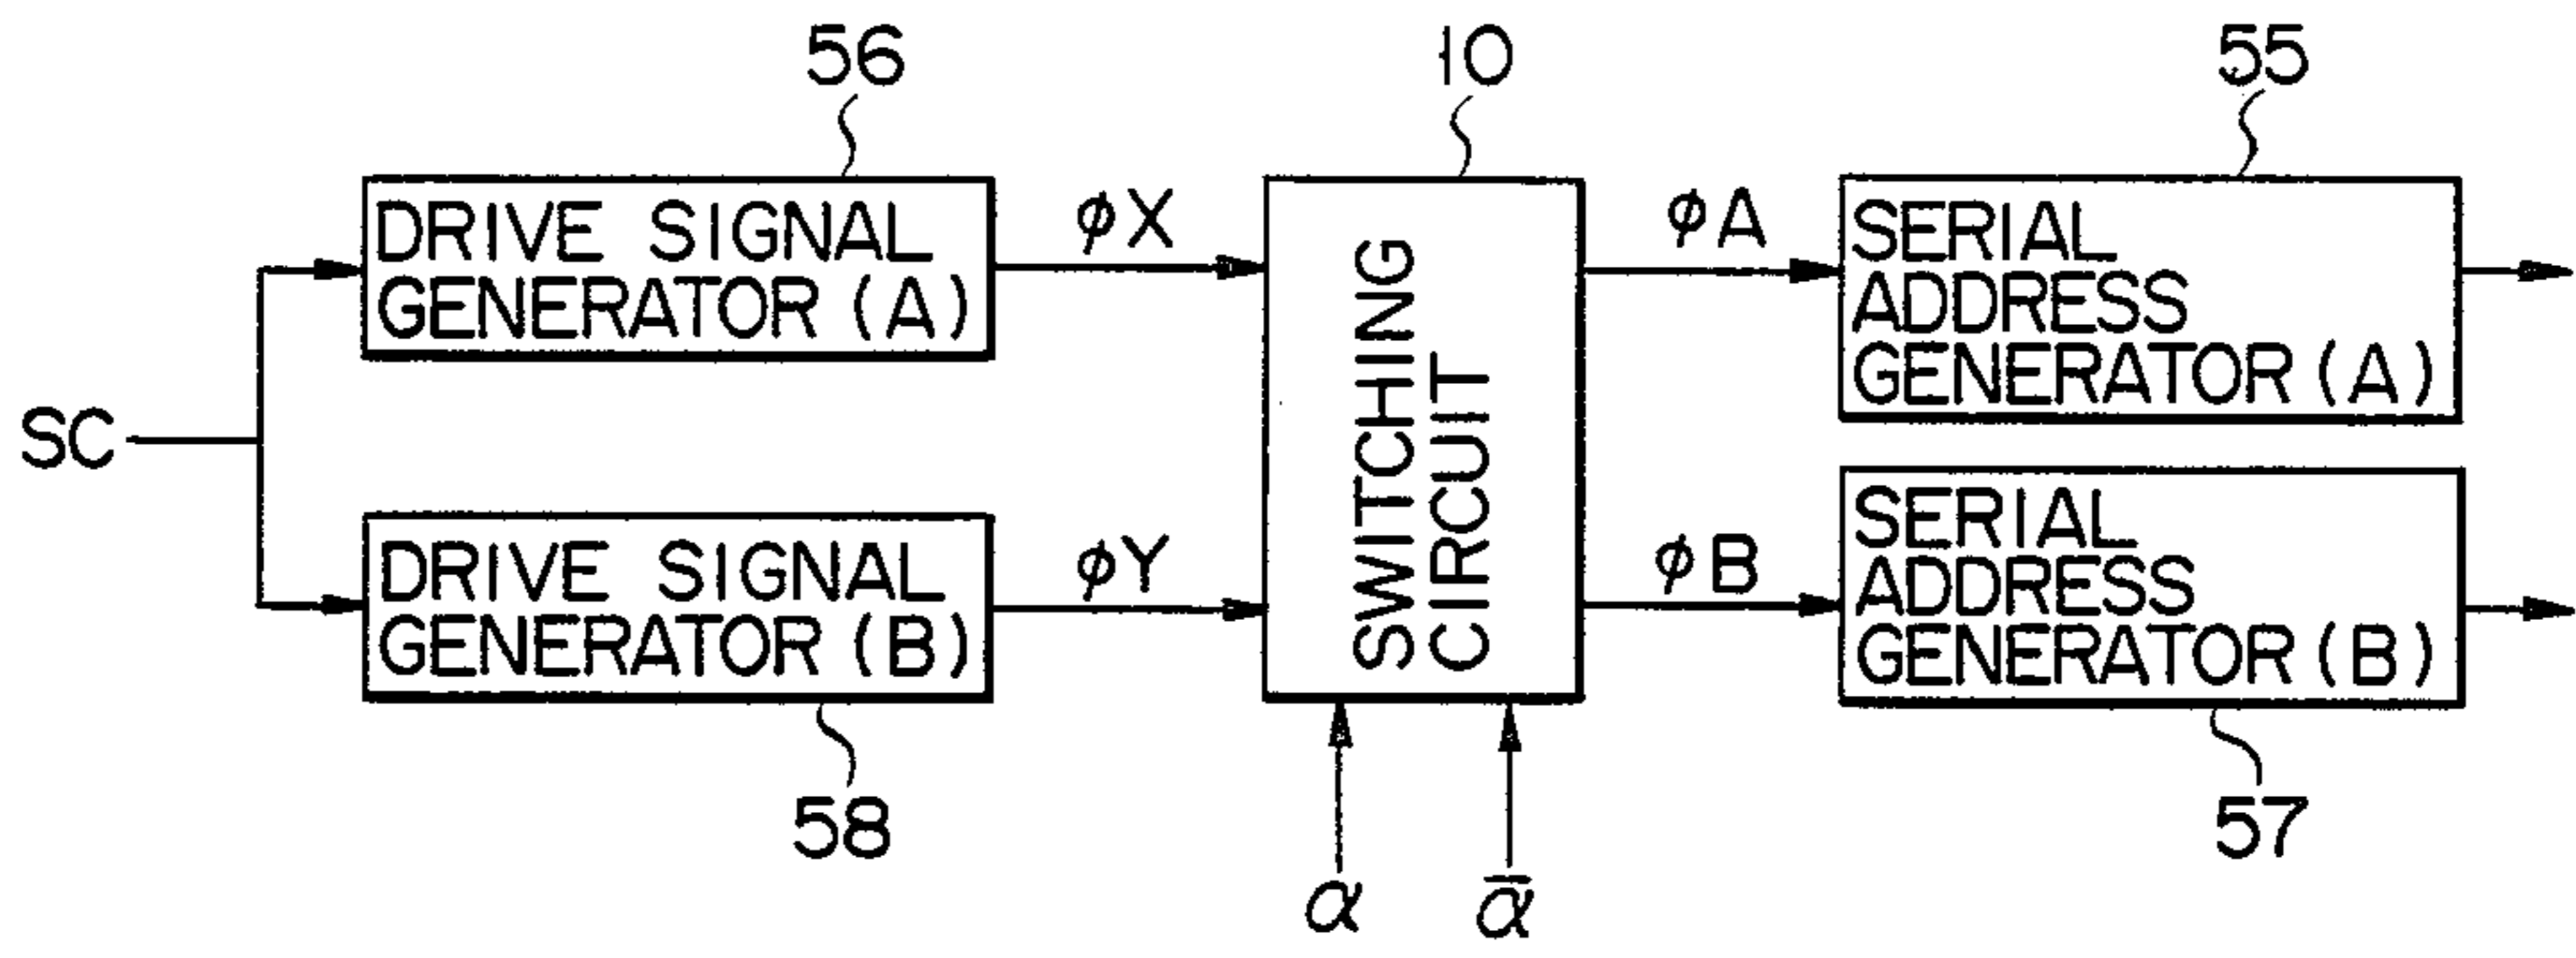 56
10
55
DRIVE SIGNAL
GENERATOR (A)
φX
SWITCHING
CIRCUIT
φA
SERIAL
ADDRESS
GENERATOR (A)
SC
DRIVE SIGNAL
GENERATOR (B)
φY
φB
SERIAL
ADDRESS
GENERATOR (B)
58
57
α
ᾱ